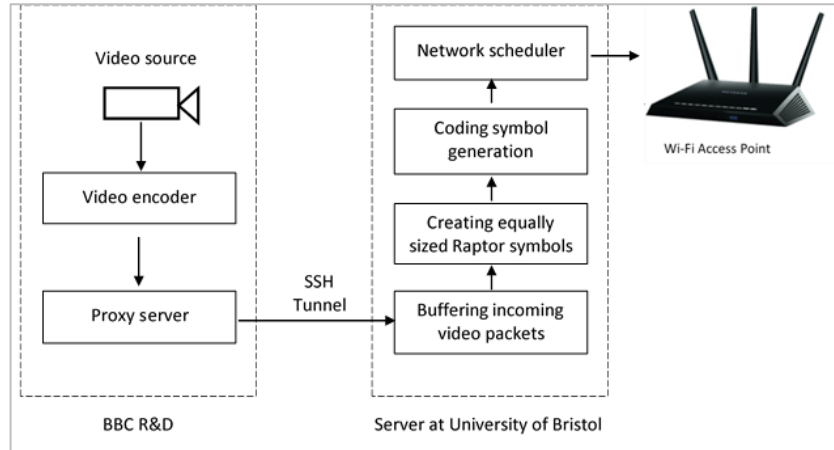 Video source
Video encoder
Proxy server
BBC R&D
SSH
Tunnel
Network scheduler
Coding symbol
generation
Creating equally
sized Raptor symbols
Buffering incoming
video packets
Server at University of Bristol
Wi-Fi Access Point